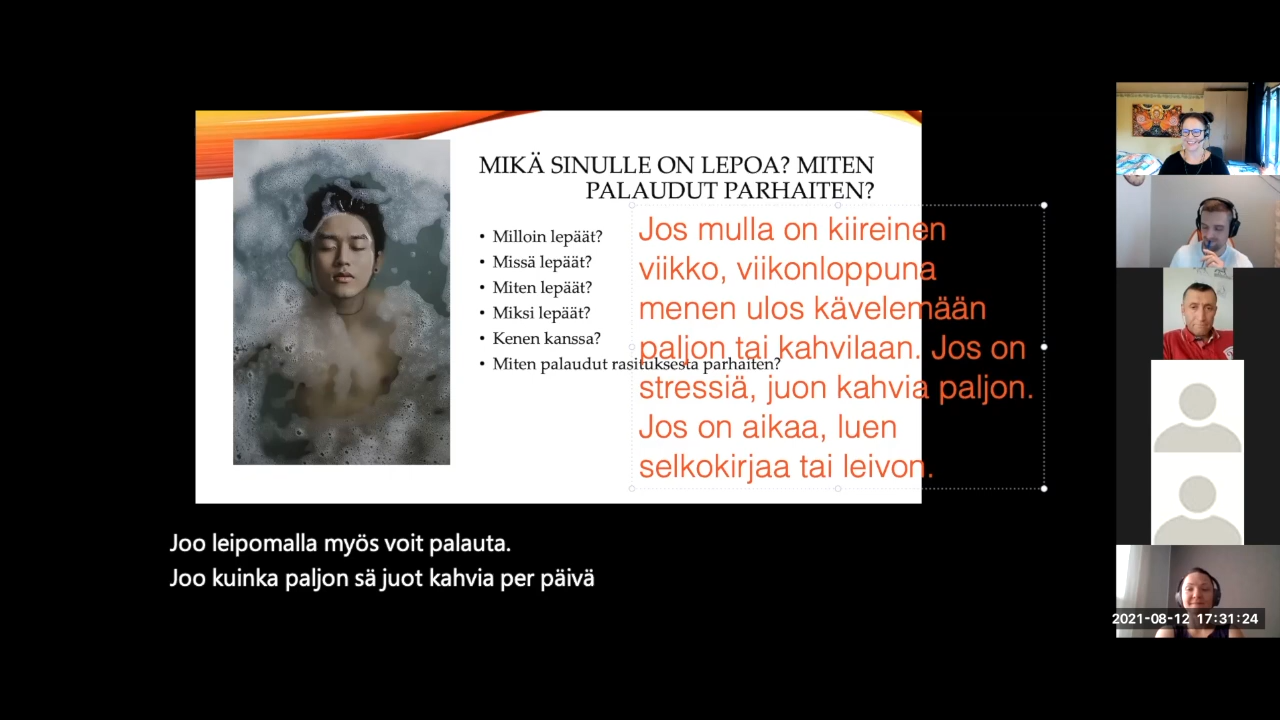 MIKÄ SINULLE ON LEPOA? MITEN
PALAUDUT PARHAITEN?
• Milloin lepäät?
• Missä lepäät?
• Miten lepäät?
• Miksi lepäät?
• Kenen kanssa?
• Miten palaudut rasituksesta parhaiten?
Jos mulla on kiireinen
viikko, viikonloppuna
menen ulos kävelemään
paljon tai kahvilaan. Jos on
stressiä, juon kahvia paljon.
Jos on aikaa, luen
selkokirjaa tai leivon.
Joo leipomalla myös voit palauta.
Joo kuinka paljon sä juot kahvia per päivä
2021-08-12 17:31:24